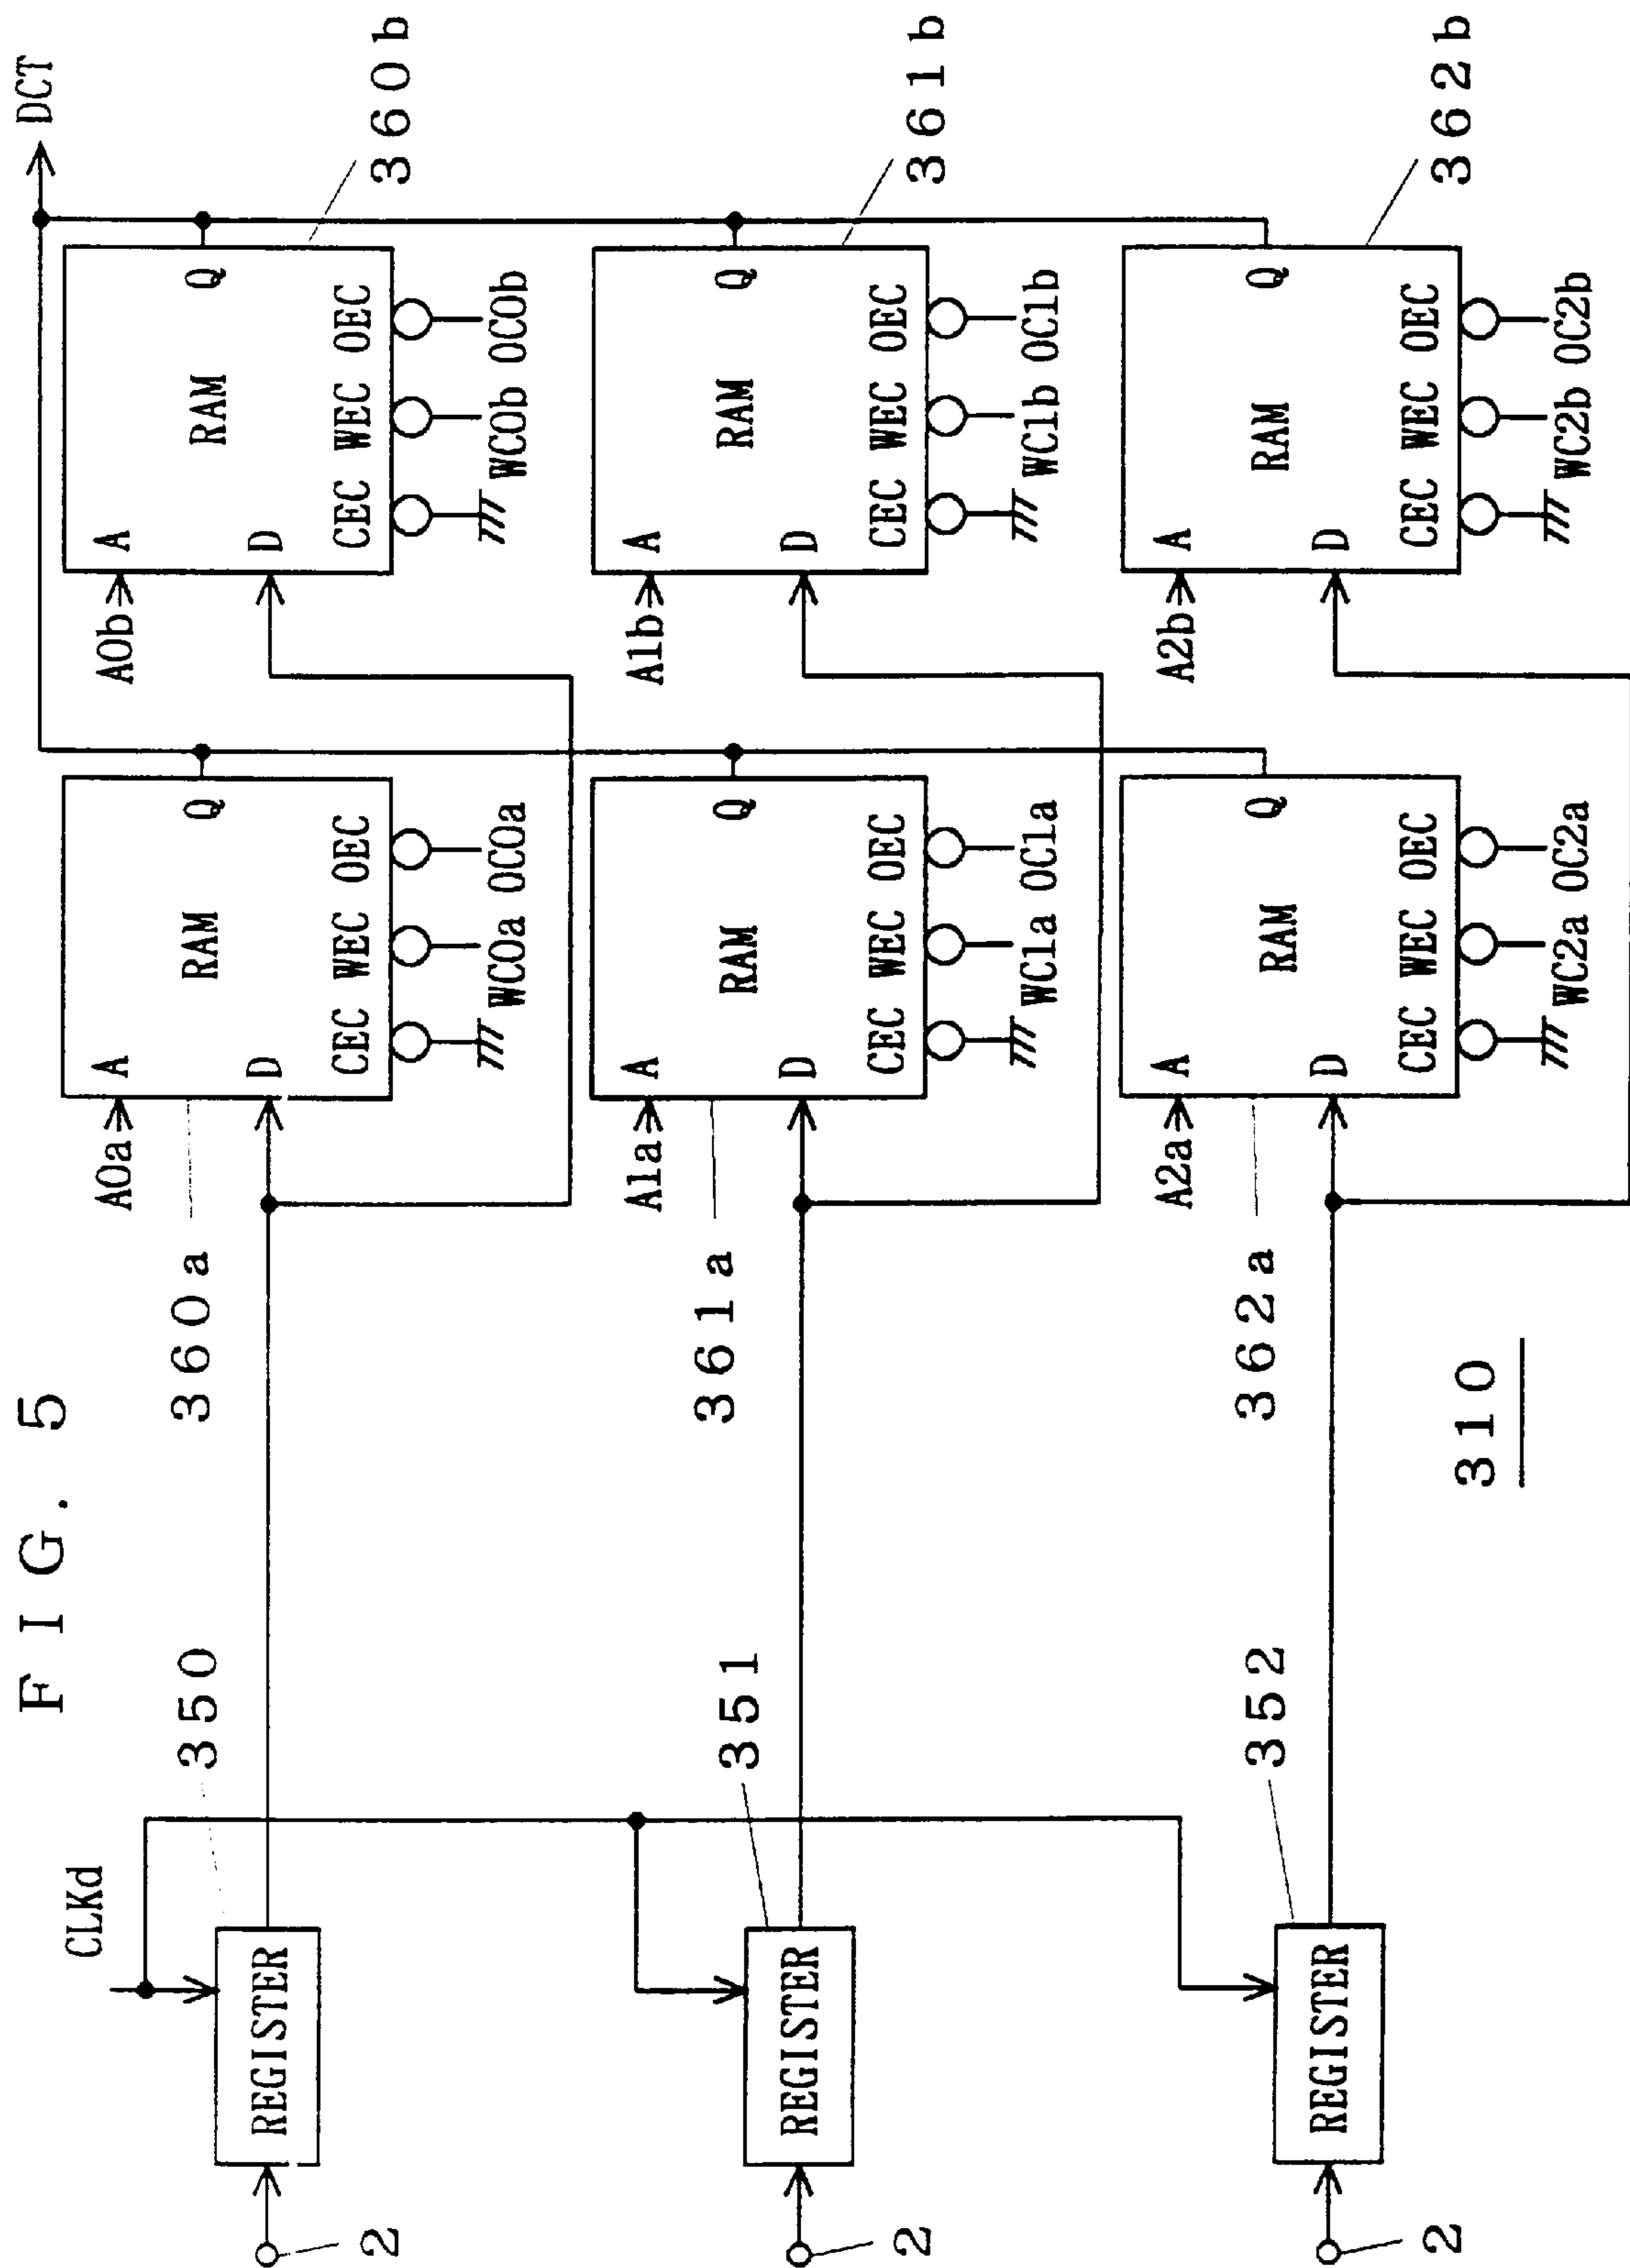 FIG. 5
DCT
CLKd
350
REGISTER
2
360a
A0a
A
D
RAM
Q
CEC WEC OEC
WC0a OC0a
A0b
A
D
RAM
Q
CEC WEC OEC
WC0b OC0b
360b
351
REGISTER
2
361a
A1a
A
D
RAM
Q
CEC WEC OEC
WC1a OC1a
A1b
A
D
RAM
Q
CEC WEC OEC
WC1b OC1b
361b
352
REGISTER
2
362a
A2a
A
D
RAM
Q
CEC WEC OEC
WC2a OC2a
A2b
A
D
RAM
Q
CEC WEC OEC
WC2b OC2b
362b
310